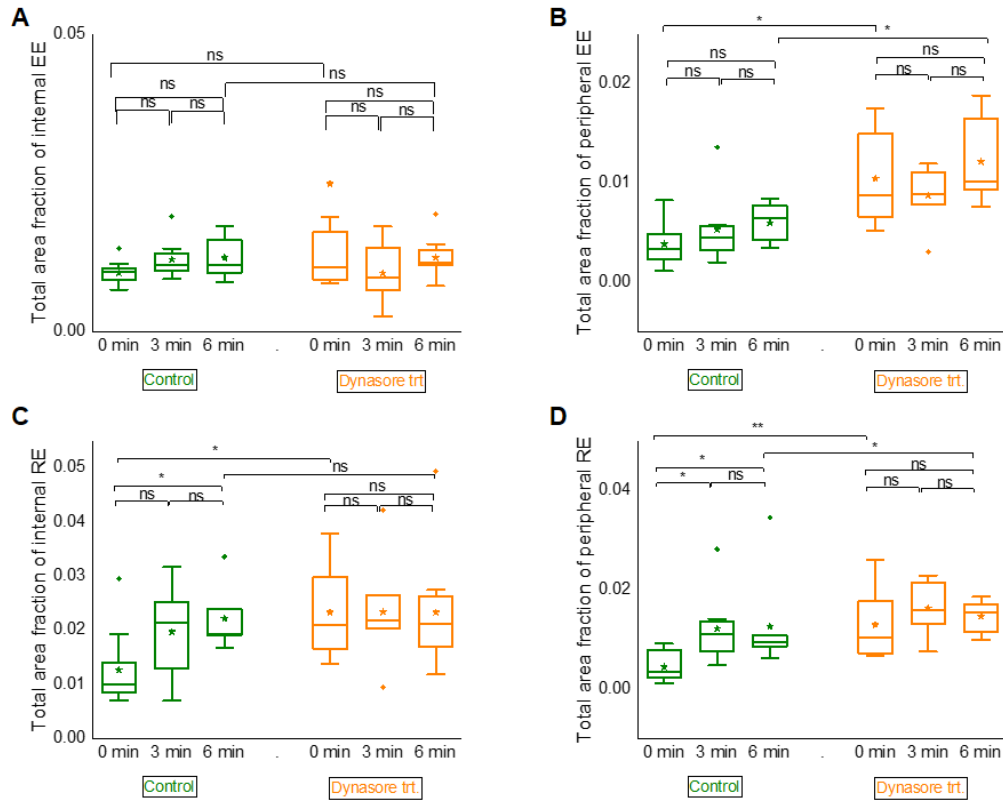 A
B
Total area fraction of internal EE
0.05
0.00
ns
ns
ns
ns
ns
ns
ns
ns
ns
0 min 3 min 6 min . 0 min 3 min 6 min
Control
Dynasore trt
Total area fraction of peripheral EE
0.02
0.01
0.00
*
*
ns
ns
ns
ns
ns
ns
0 min 3 min 6 min . 0 min 3 min 6 min
Control
Dynasore trt.
C
D
Total area fraction of internal RE
0.05
0.04
0.03
0.02
0.01
0.00
*
ns
*
ns
ns
ns
ns
ns
0 min 3 min 6 min . 0 min 3 min 6 min
Control
Dynasore trt.
Total area fraction of peripheral RE
0.04
0.02
0.00
**
*
*
ns
*
ns
ns
ns
0 min 3 min 6 min . 0 min 3 min 6 min
Control
Dynasore trt.